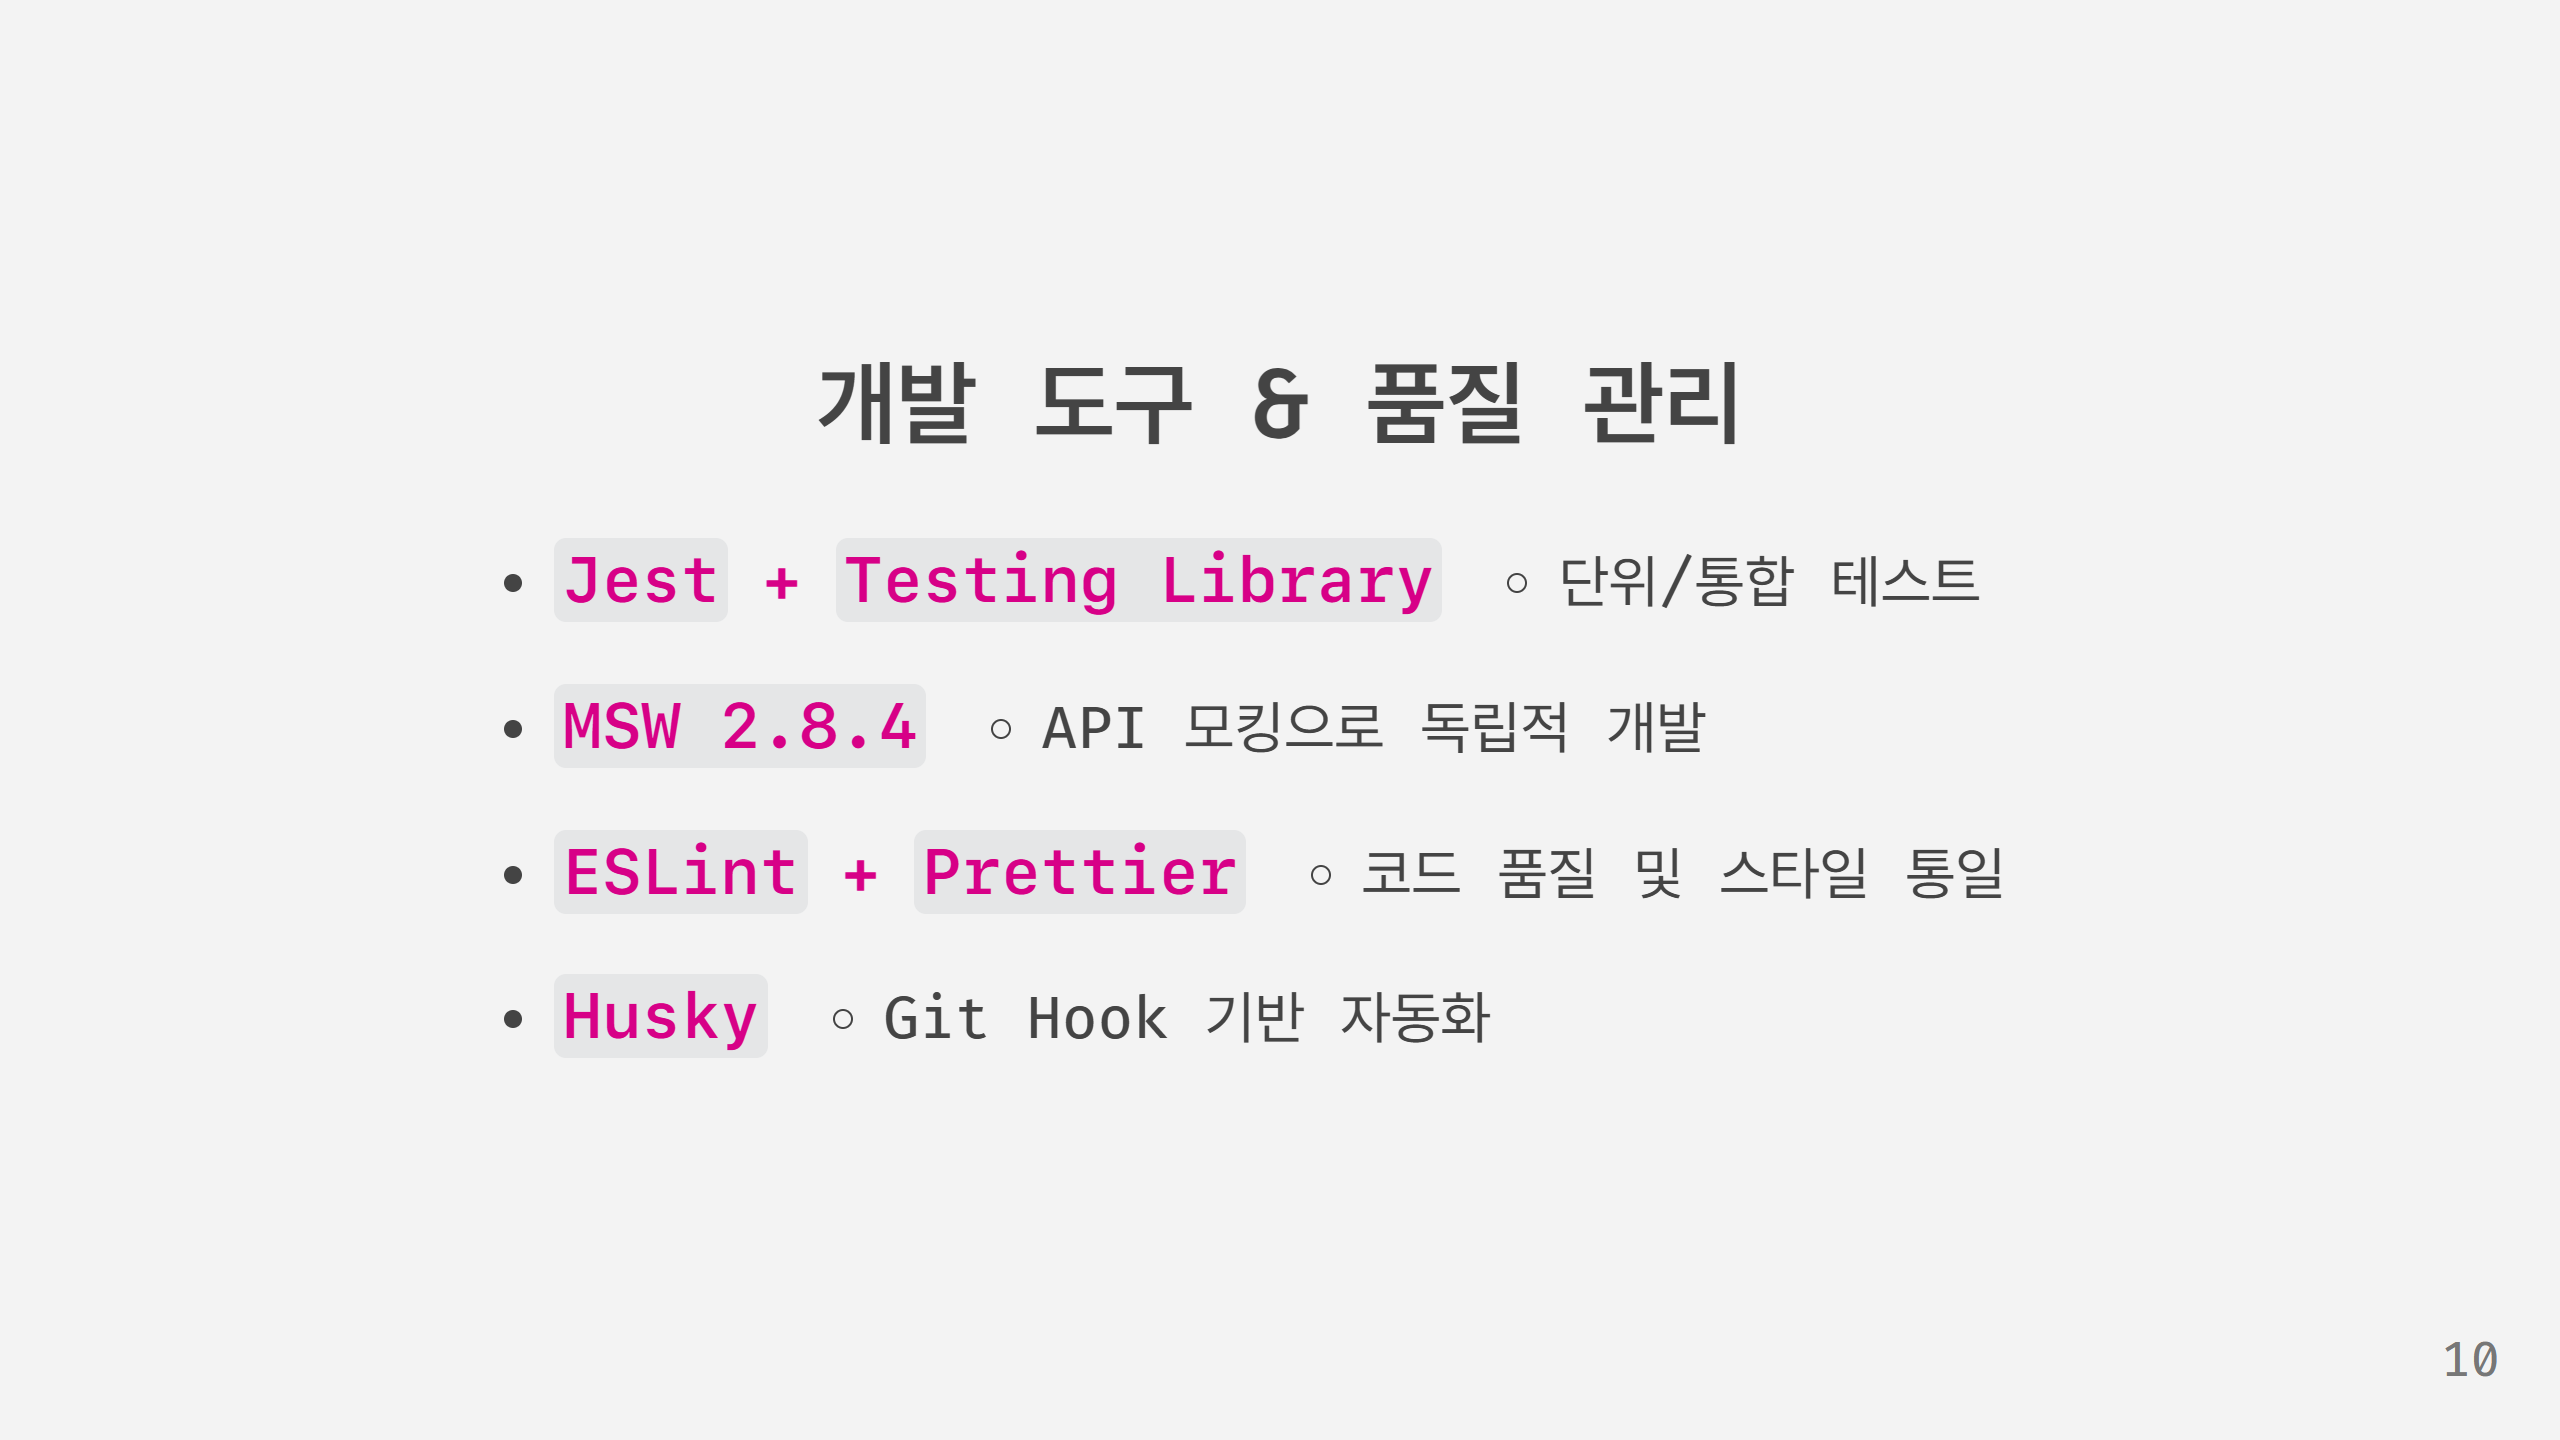 개발 도구 & 품질 관리
• Jest + Testing Library ◦ 단위/통합 테스트
• MSW 2.8.4 ◦ API 모킹으로 독립적 개발
• ESLint + Prettier ◦ 코드 품질 및 스타일 통일
• Husky ◦ Git Hook 기반 자동화
10